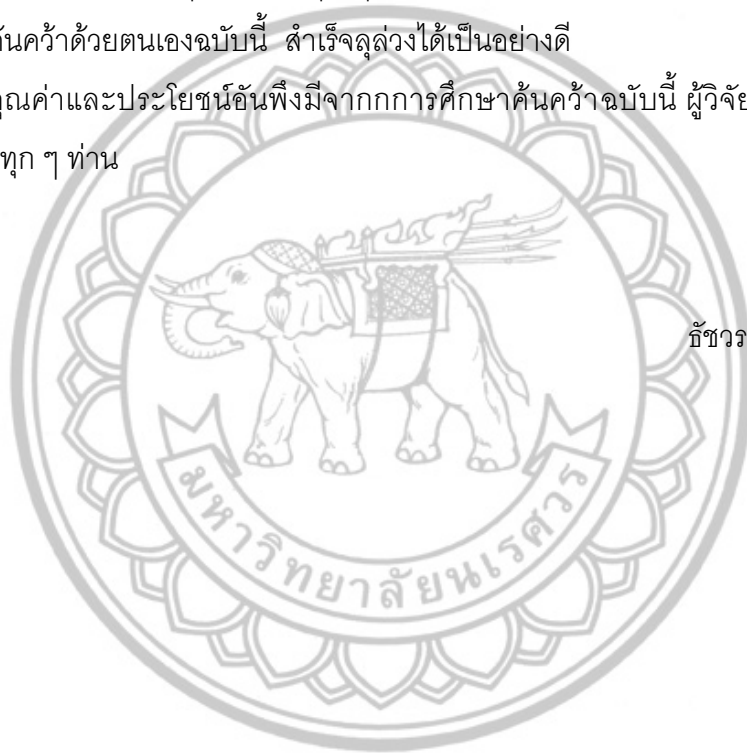 ค้นคว้าด้วยตนเองฉบับนี้ สำเร็จลุล่วงได้เป็นอย่างดี
คุณค่าและประโยชน์อันพึงมีจากกการศึกษาค้นคว้าฉบับนี้ ผู้วิจัย
ทุก ๆ ท่าน
ธัชวร
มหาวิทยาลัยนเรศวร